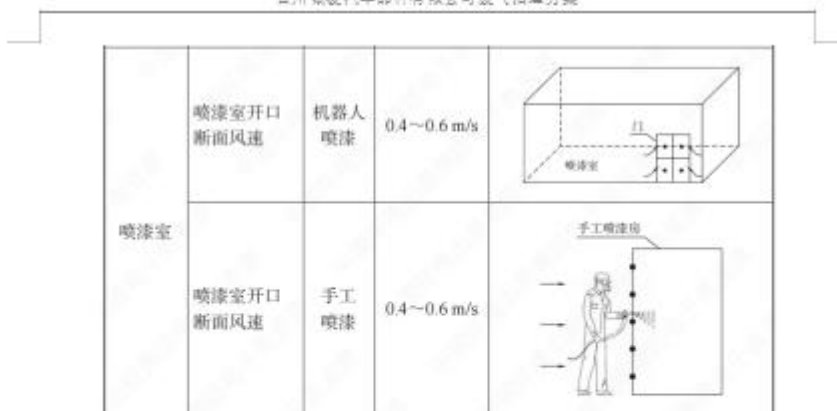 喷漆室
喷漆室开口
断面风速
机器人
喷漆
0.4～0.6 m/s
门
喷漆室
喷漆室开口
断面风速
手工
喷漆
0.4～0.6 m/s
手工喷漆房